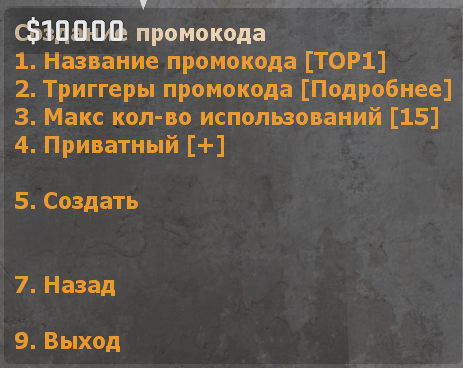 $10000
Создание промокода
1. Название промокода [TOP1]
2. Триггеры промокода [Подробнее]
3. Макс кол-во использований [15]
4. Приватный [+]
5. Создать
7. Назад
9. Выход